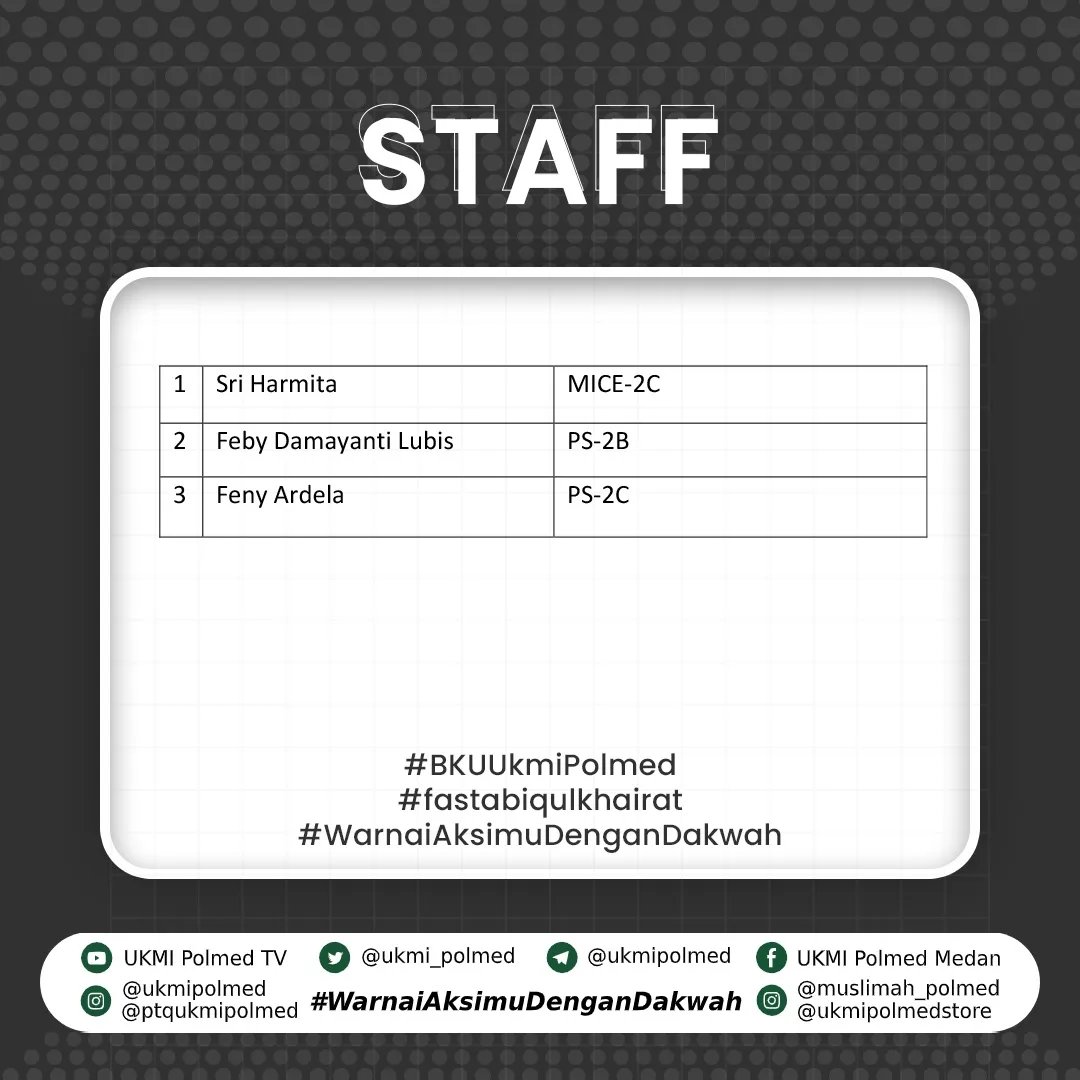 STAFF
1 Sri Harmita MICE-2C
2 Feby Damayanti Lubis PS-2B
3 Feny Ardela PS-2C
#BKUUkmiPolmed
#fastabiqulkhairat
#WarnaiAksimuDenganDakwah
UKMI Polmed TV @ukmi_polmed @ukmipolmed UKMI Polmed Medan
@ukmipolmed
@ptqukmipolmed
#WarnaiAksimuDenganDakwah
@muslimah_polmed
@ukmipolmedstore